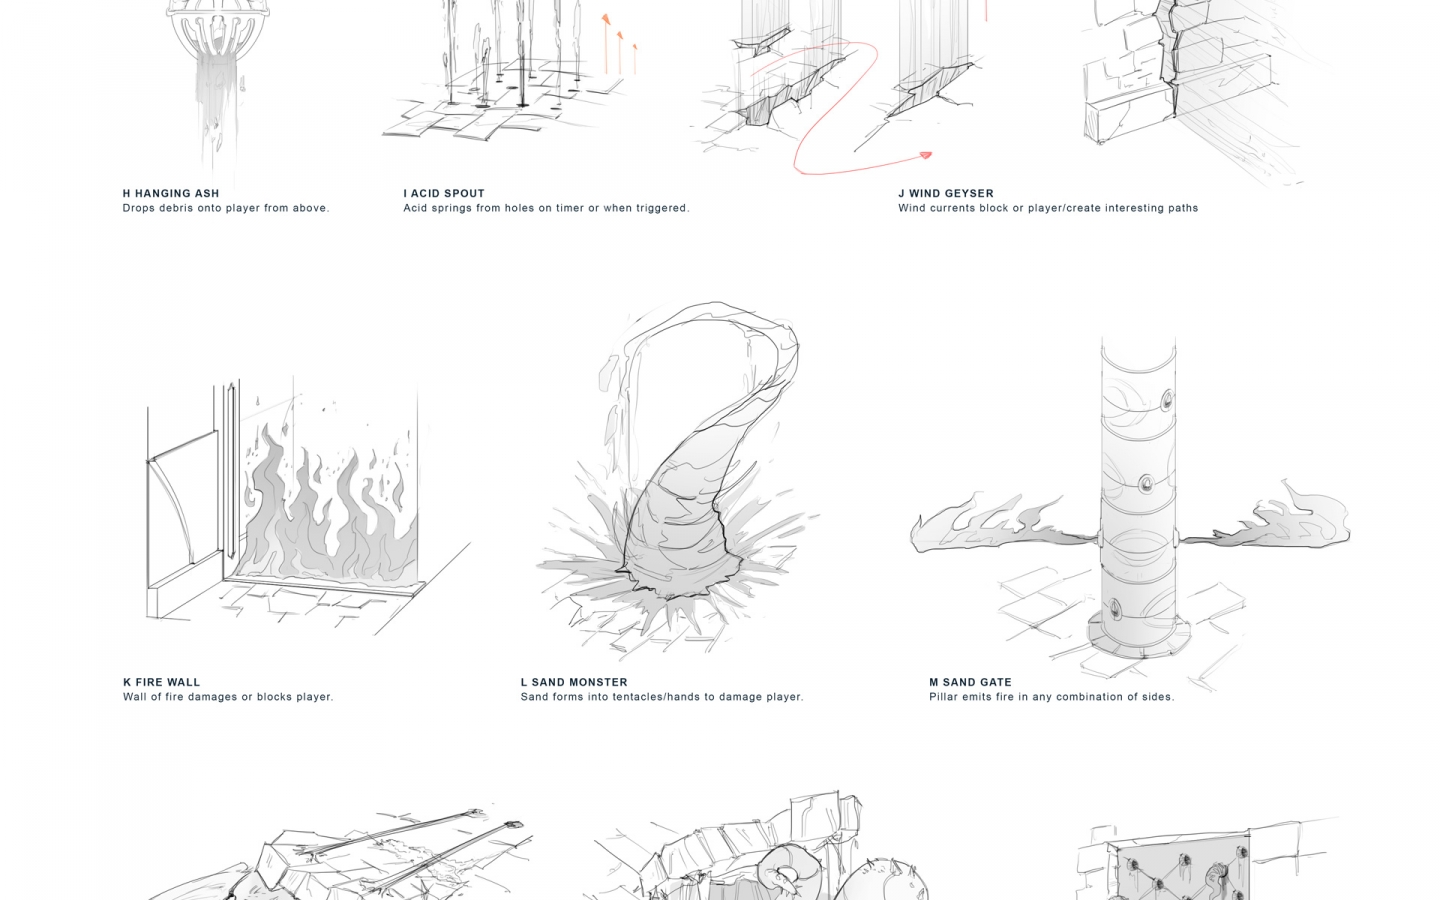 H HANGING ASH
Drops debris onto player from above.
I ACID SPOUT
Acid springs from holes on timer or when triggered.
J WIND GEYSER
Wind currents block or player/create interesting paths
K FIRE WALL
Wall of fire damages or blocks player.
L SAND MONSTER
Sand forms into tentacles/hands to damage player.
M SAND GATE
Pillar emits fire in any combination of sides.